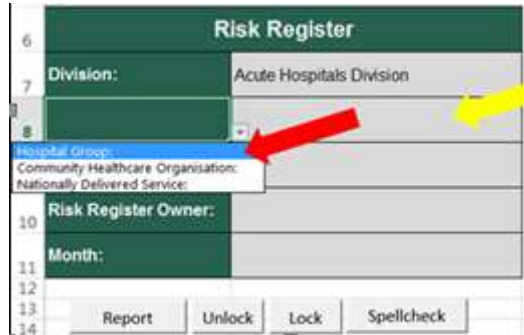 6 Risk Register
7 Division: Acute Hospitals Division
8
Hospital Group:
Community Healthcare Organisation:
Nationally Delivered Service:
10 Risk Register Owner:
11 Month:
12
13
14
Report Unlock Lock Spellcheck